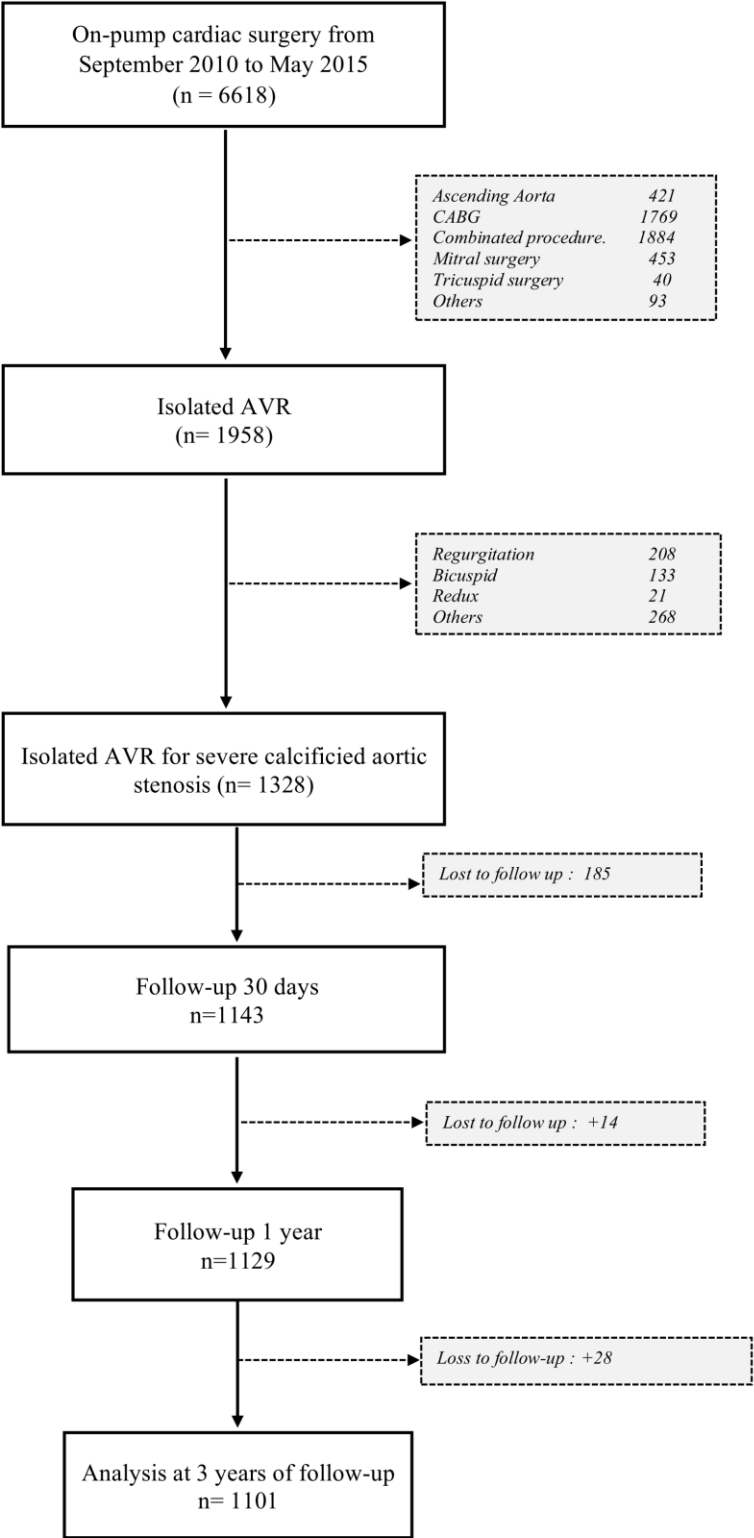 On-pump cardiac surgery from
September 2010 to May 2015
(n = 6618)
Ascending Aorta 421
CABG 1769
Combinated procedure. 1884
Mitral surgery 453
Tricuspid surgery 40
Others 93
Isolated AVR
(n= 1958)
Regurgitation 208
Bicuspid 133
Redux 21
Others 268
Isolated AVR for severe calcificied aortic
stenosis (n= 1328)
Lost to follow up : 185
Follow-up 30 days
n=1143
Lost to follow up : +14
Follow-up 1 year
n=1129
Loss to follow-up : +28
Analysis at 3 years of follow-up
n= 1101